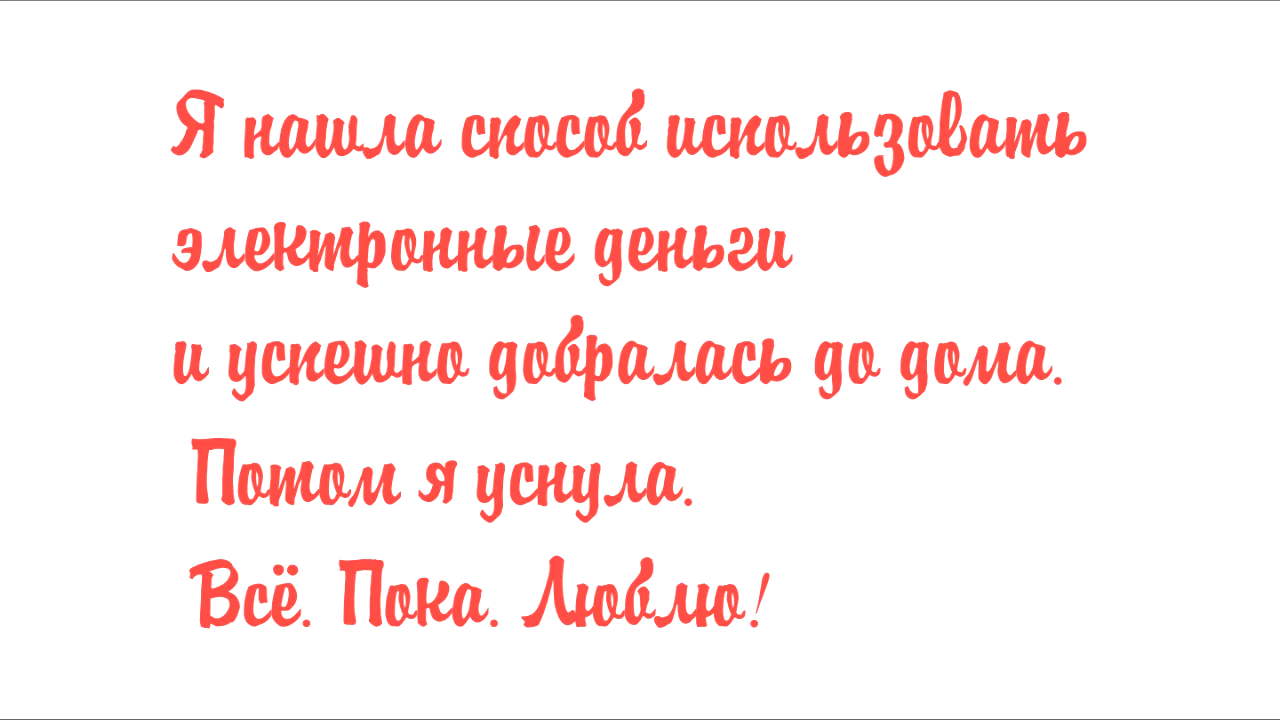 Я нашла способ использовать
электронные деньги
и успешно добралась до дома.
Потом я уснула.
Всё. Пока. Люблю!